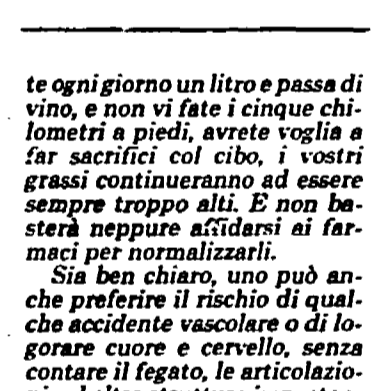 te ogni giorno un litro e passa di
vino, e non vi fate i cinque chi-
lometri a piedi, avrete voglia a
far sacrifici col cibo, i vostri
grassi continueranno ad essere
sempre troppo alti. E non ba-
sterà neppure affidarsi ai far-
maci per normalizzarli.
Sia ben chiaro, uno può an-
che preferire il rischio di qual-
che accidente vascolare o di lo-
gorare cuore e cervello, senza
contare il fegato, le articolazio-